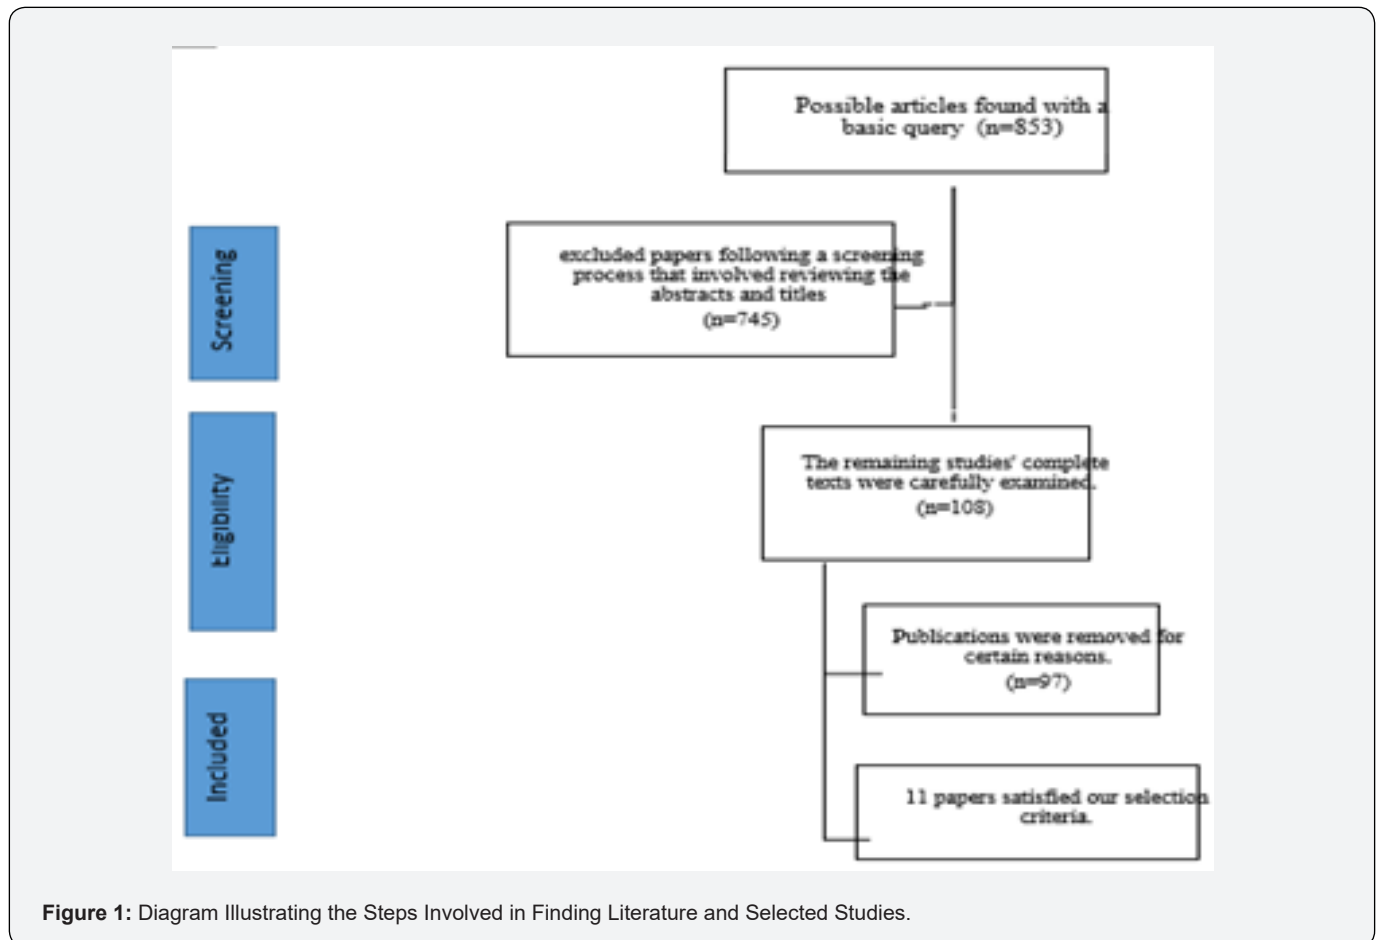 Possible articles found with a
basic query (n=853)
Screening
excluded papers following a screening
process that involved reviewing the
abstracts and titles
(n=745)
Eligibility
The remaining studies' complete
texts were carefully examined.
(n=108)
Publications were removed for
certain reasons.
(n=97)
Included
11 papers satisfied our selection
criteria.
Figure 1: Diagram Illustrating the Steps Involved in Finding Literature and Selected Studies.